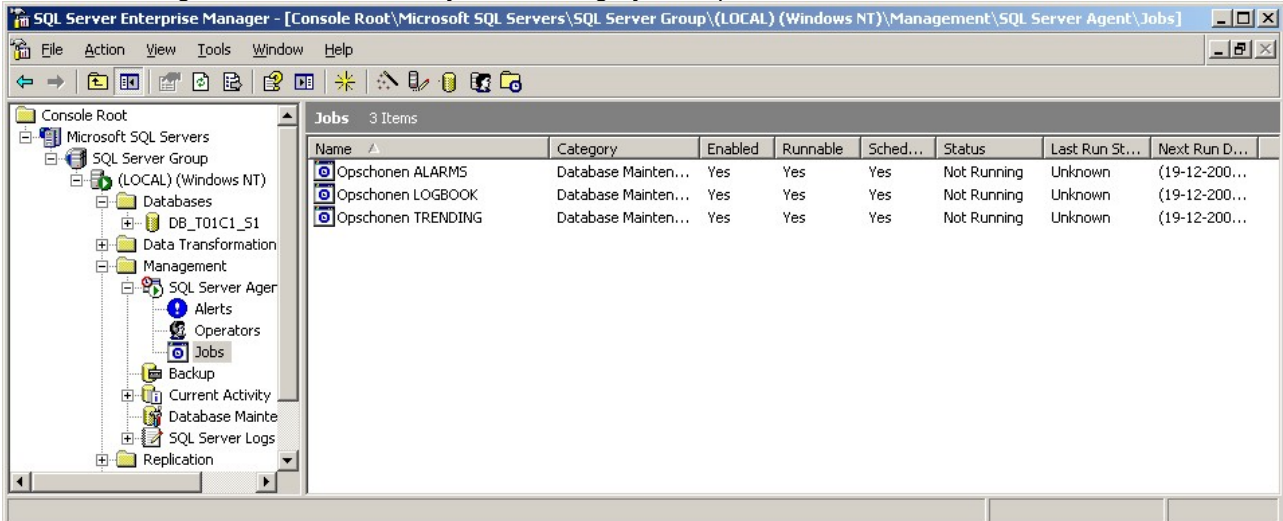 SQL Server Enterprise Manager - [Console Root\Microsoft SQL Servers\SQL Server Group\(LOCAL) (Windows NT)\Management\SQL Server Agent\Jobs]
File Action View Tools Window Help
Console Root
Microsoft SQL Servers
SQL Server Group
(LOCAL) (Windows NT)
Databases
DB_T01C1_S1
Data Transformation
Management
SQL Server Ager
Alerts
Operators
Jobs
Backup
Current Activity
Database Mainte
SQL Server Logs
Replication
Jobs 3 Items
Name Category Enabled Runnable Sched... Status Last Run St... Next Run D...
Opschonen ALARMS Database Mainten... Yes Yes Yes Not Running Unknown (19-12-200...
Opschonen LOGBOOK Database Mainten... Yes Yes Yes Not Running Unknown (19-12-200...
Opschonen TRENDING Database Mainten... Yes Yes Yes Not Running Unknown (19-12-200...